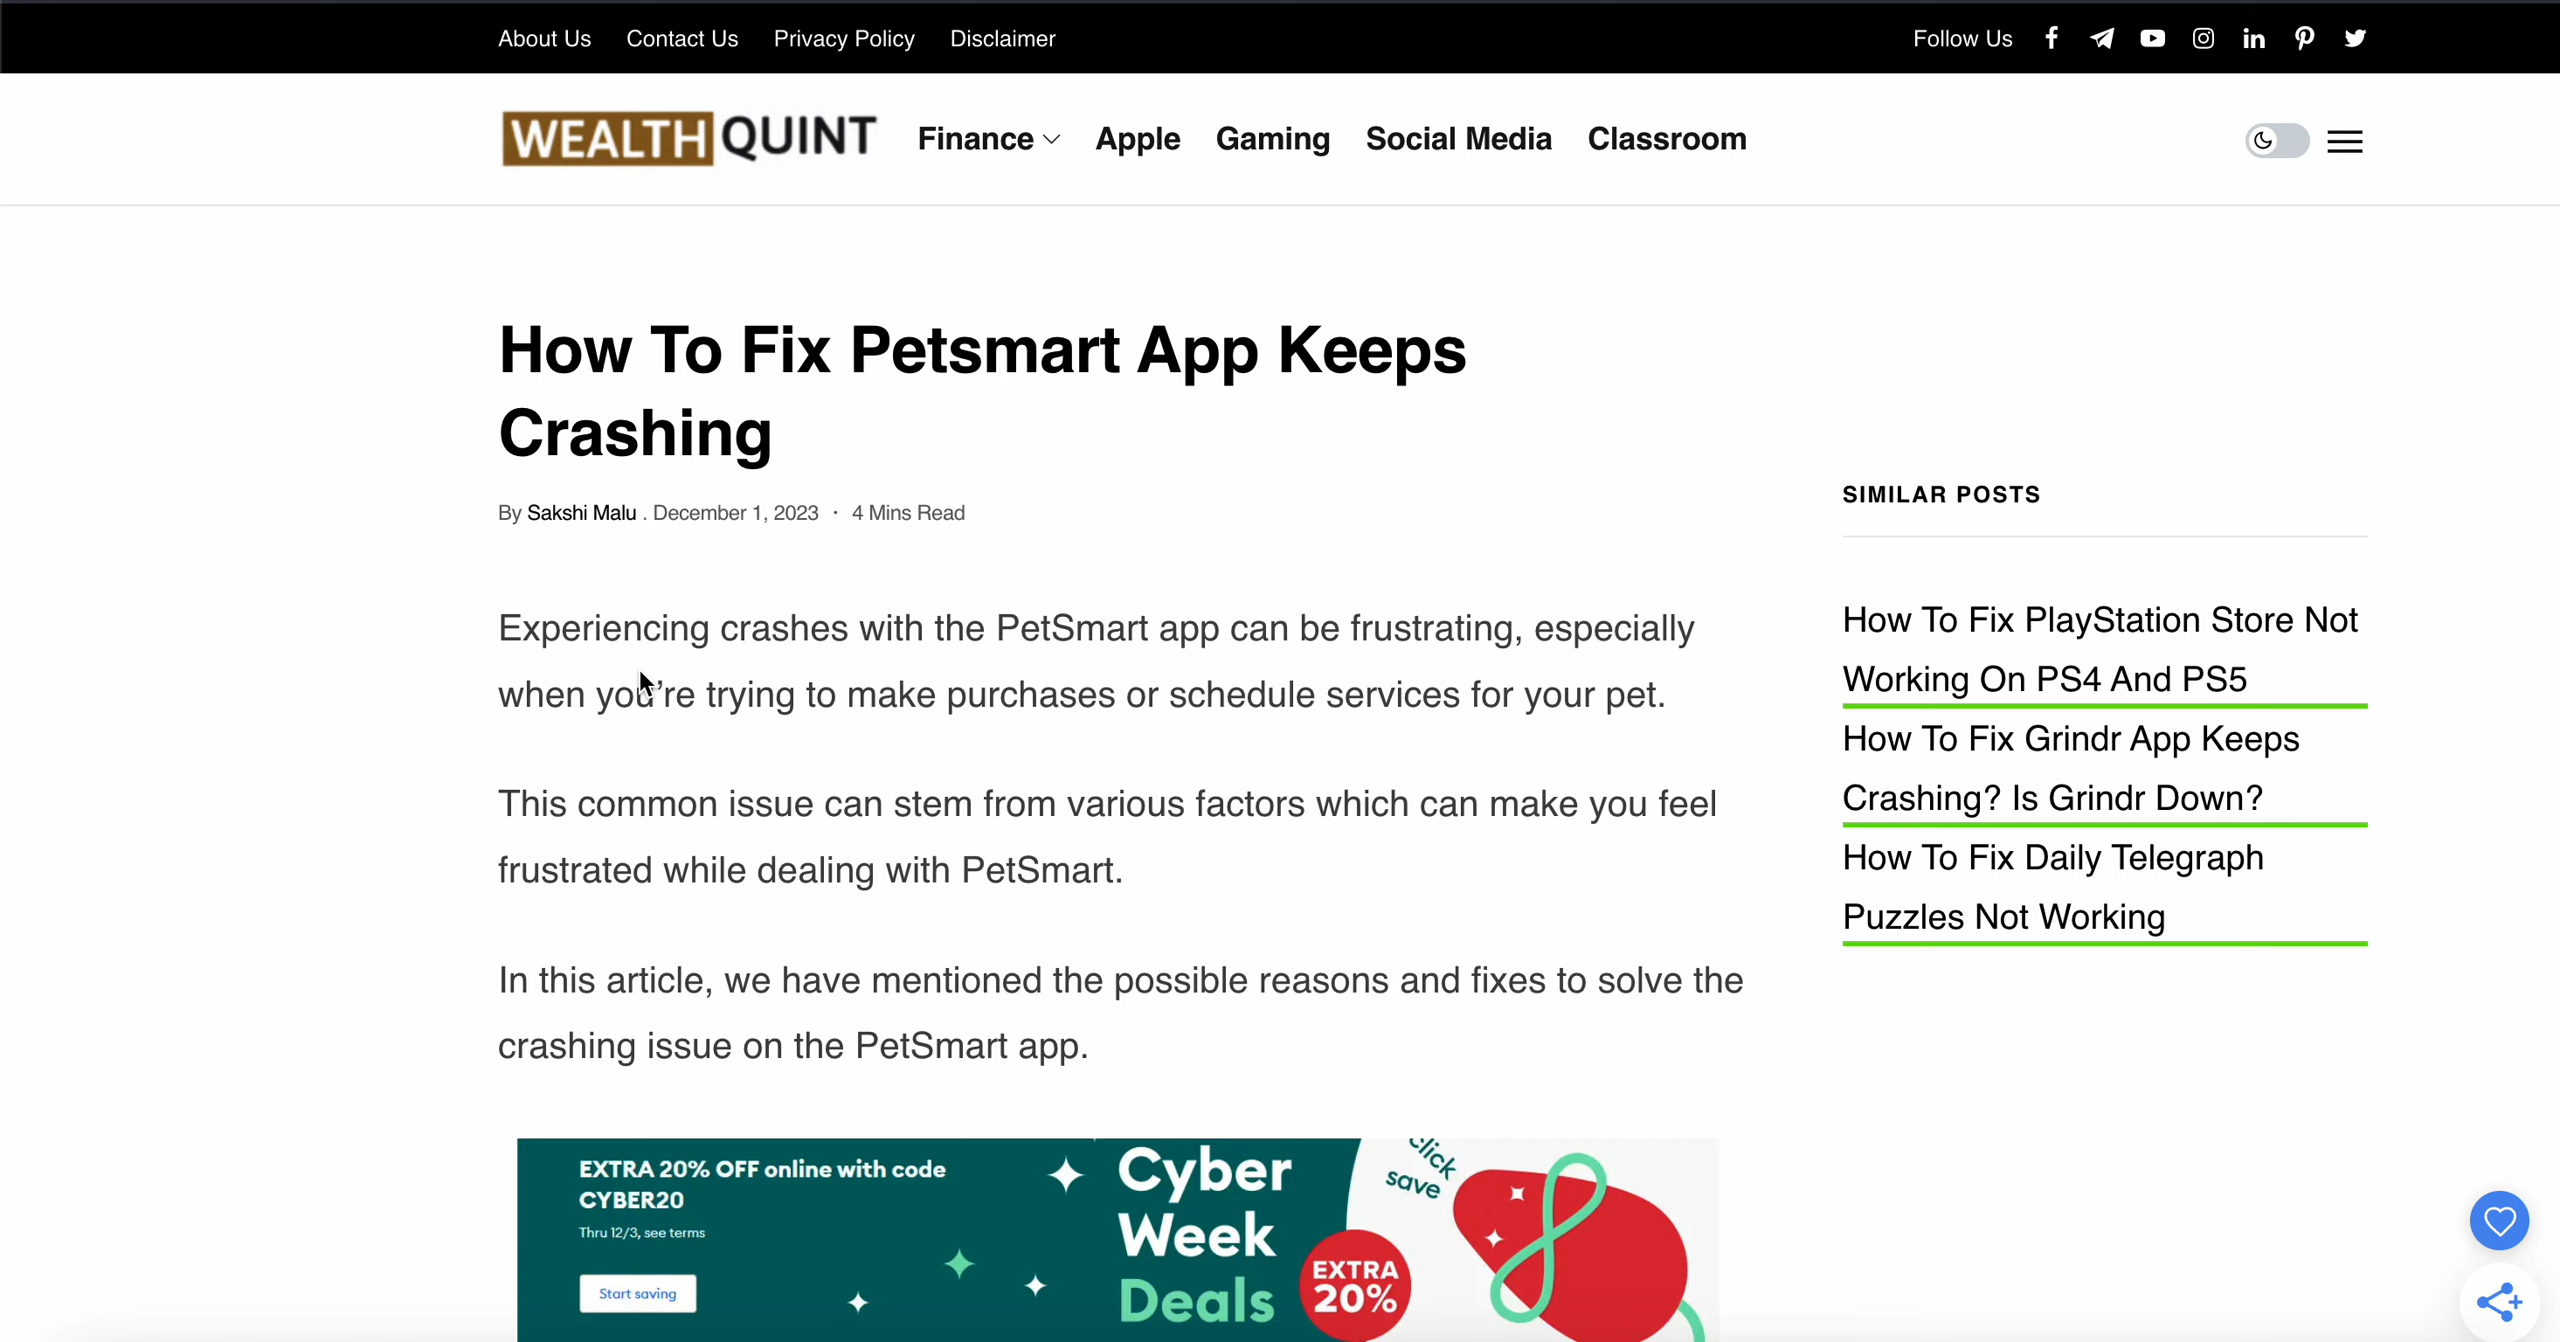 About Us Contact Us Privacy Policy Disclaimer Follow Us
WEALTH QUINT Finance Apple Gaming Social Media Classroom
How To Fix Petsmart App Keeps
Crashing
By Sakshi Malu . December 1, 2023 · 4 Mins Read
Experiencing crashes with the PetSmart app can be frustrating, especially
when you’re trying to make purchases or schedule services for your pet.
This common issue can stem from various factors which can make you feel
frustrated while dealing with PetSmart.
In this article, we have mentioned the possible reasons and fixes to solve the
crashing issue on the PetSmart app.
EXTRA 20% OFF online with code
CYBER20
Thru 12/3, see terms
Start saving
Cyber
Week
Deals
click
save
EXTRA
20%
SIMILAR POSTS
How To Fix PlayStation Store Not
Working On PS4 And PS5
How To Fix Grindr App Keeps
Crashing? Is Grindr Down?
How To Fix Daily Telegraph
Puzzles Not Working